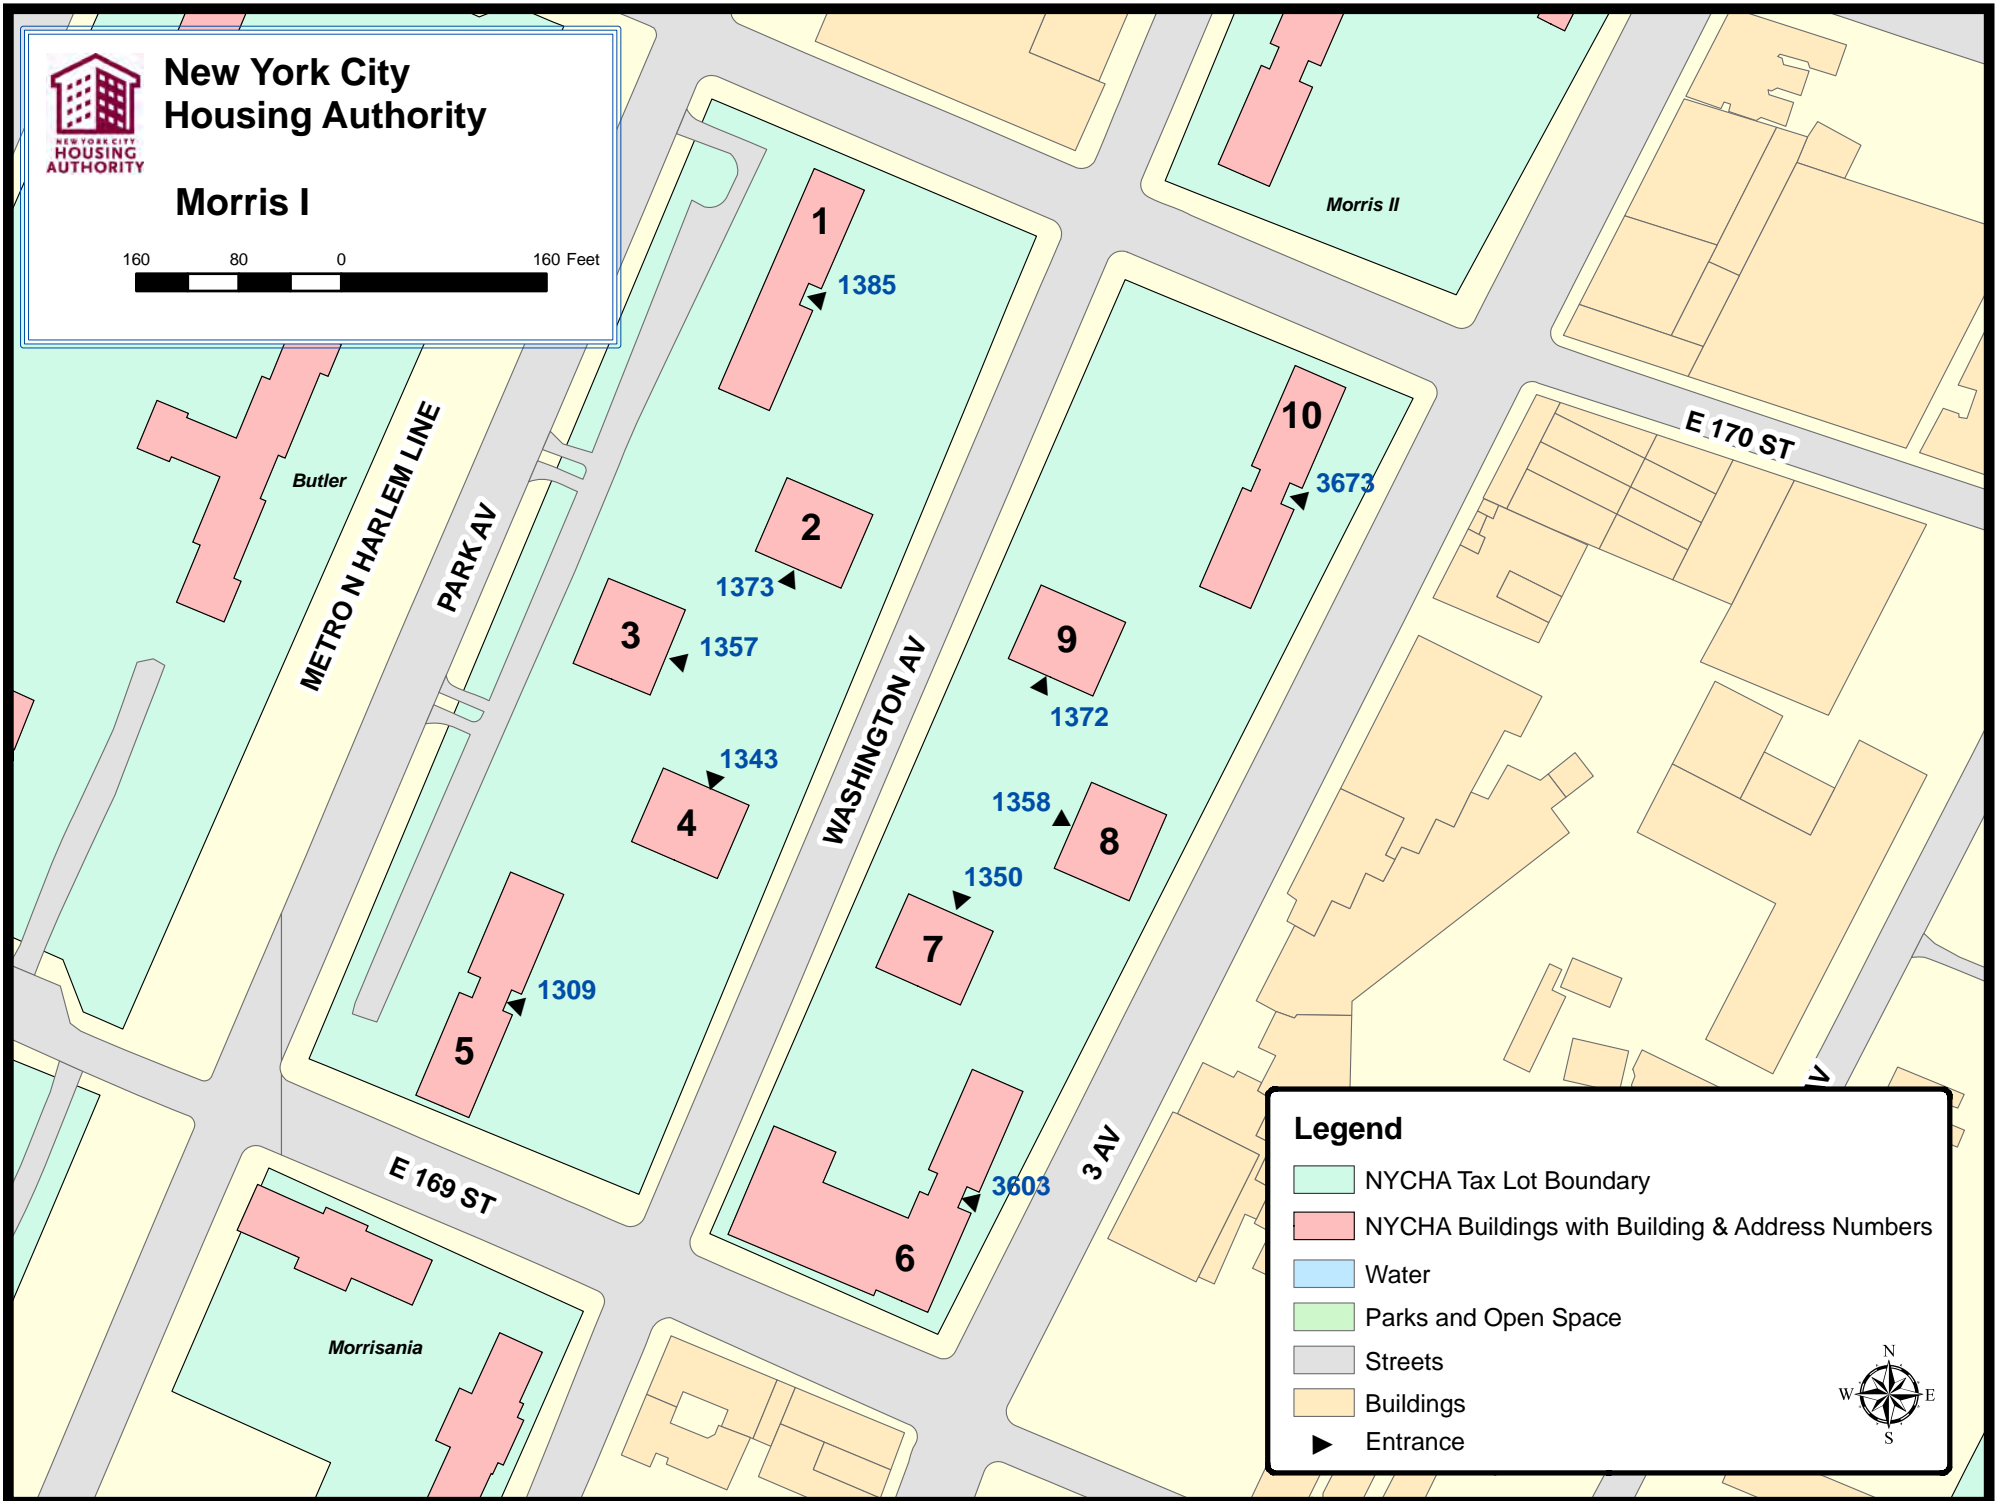 New York City
Housing Authority
NEW YORK CITY
HOUSING
AUTHORITY
Morris I
160 80 0 160 Feet
Morris II
1
1385
10
3673
E 170 ST
Butler
METRO N HARLEM LINE
PARK AV
2
1373
3
1357
9
1372
WASHINGTON AV
1343
4
1358
8
1350
7
1309
5
3 AV
E 169 ST
3603
6
Morrisania
Legend
NYCHA Tax Lot Boundary
NYCHA Buildings with Building & Address Numbers
Water
Parks and Open Space
Streets
Buildings
Entrance
N
W E
S